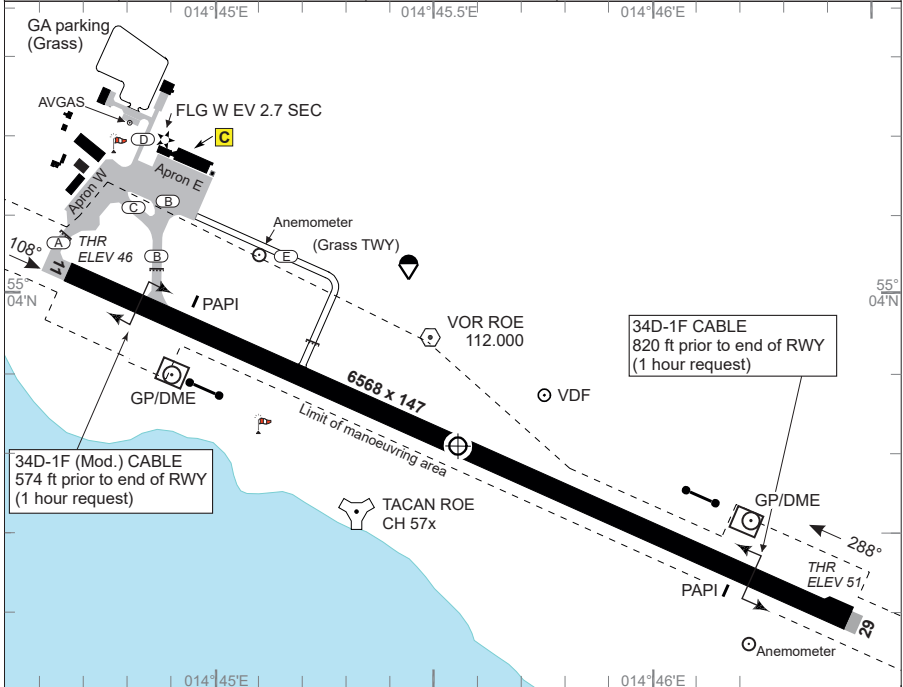 014°45'E
014°45.5'E
014°46'E
GA parking
(Grass)
AVGAS
FLG W EV 2.7 SEC
D
C
Apron E
Apron W
B
C
Anemometer
(Grass TWY)
A
THR
ELEV 46
B
E
108°
11
55°
04'N
55°
04'N
PAPI
VOR ROE
112.000
34D-1F CABLE
820 ft prior to end of RWY
(1 hour request)
GP/DME
6568 x 147
VDF
Limit of manoeuvring area
34D-1F (Mod.) CABLE
574 ft prior to end of RWY
(1 hour request)
TACAN ROE
CH 57x
GP/DME
288°
THR
ELEV 51
PAPI
29
Anemometer
014°45'E
014°46'E